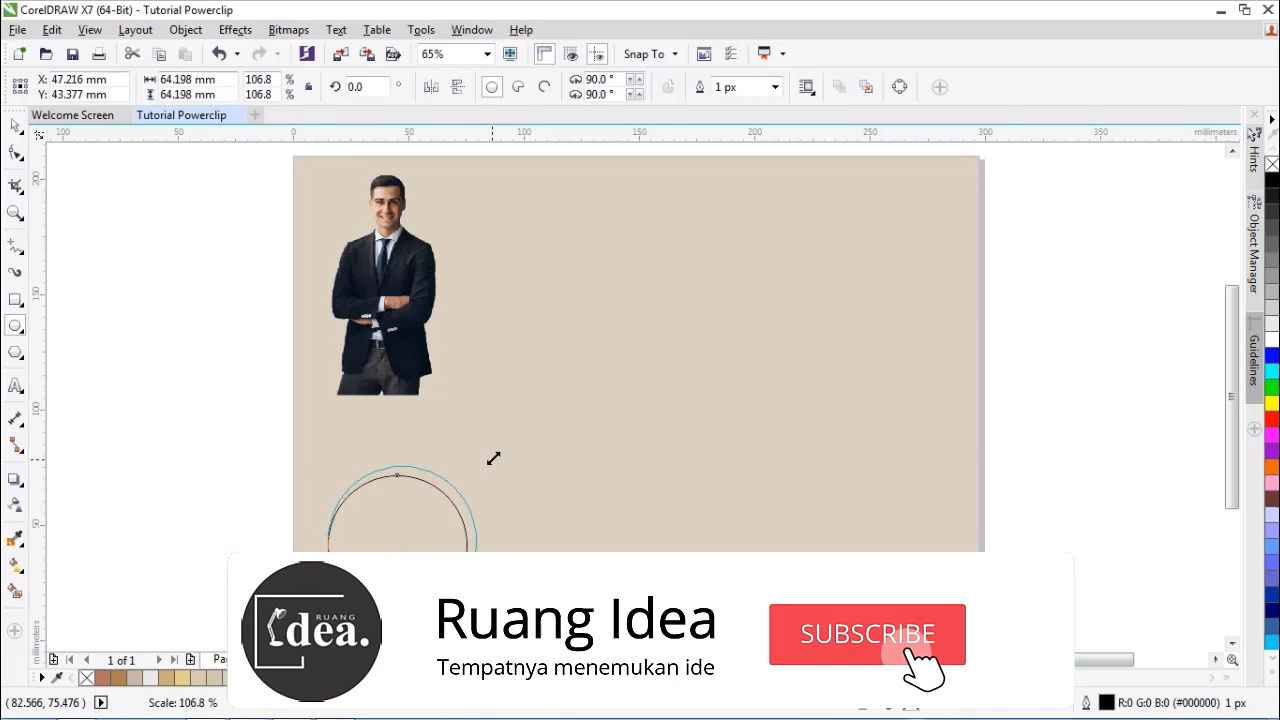 CorelDRAW X7 (64-Bit) - Tutorial Powerclip
File Edit View Layout Object Effects Bitmaps Text Table Tools Window Help
65% Snap To
X: 47.216 mm 64.198 mm 106.8 % 0.0 ° 90.0 ° 1 px
Y: 43.377 mm 64.198 mm 106.8 % 90.0 °
Welcome Screen Tutorial Powerclip
100 50 0 50 100 150 200 250 300 350 millimeters
200
150
100
50
millimeters
Hints
Object Manager
Guidelines
RUANG
Idea.
Ruang Idea
Tempatnya menemukan ide
SUBSCRIBE
1 of 1 Pa
( 82.566, 75.476 ) Scale: 106.8 % R:0 G:0 B:0 (#000000) 1 px